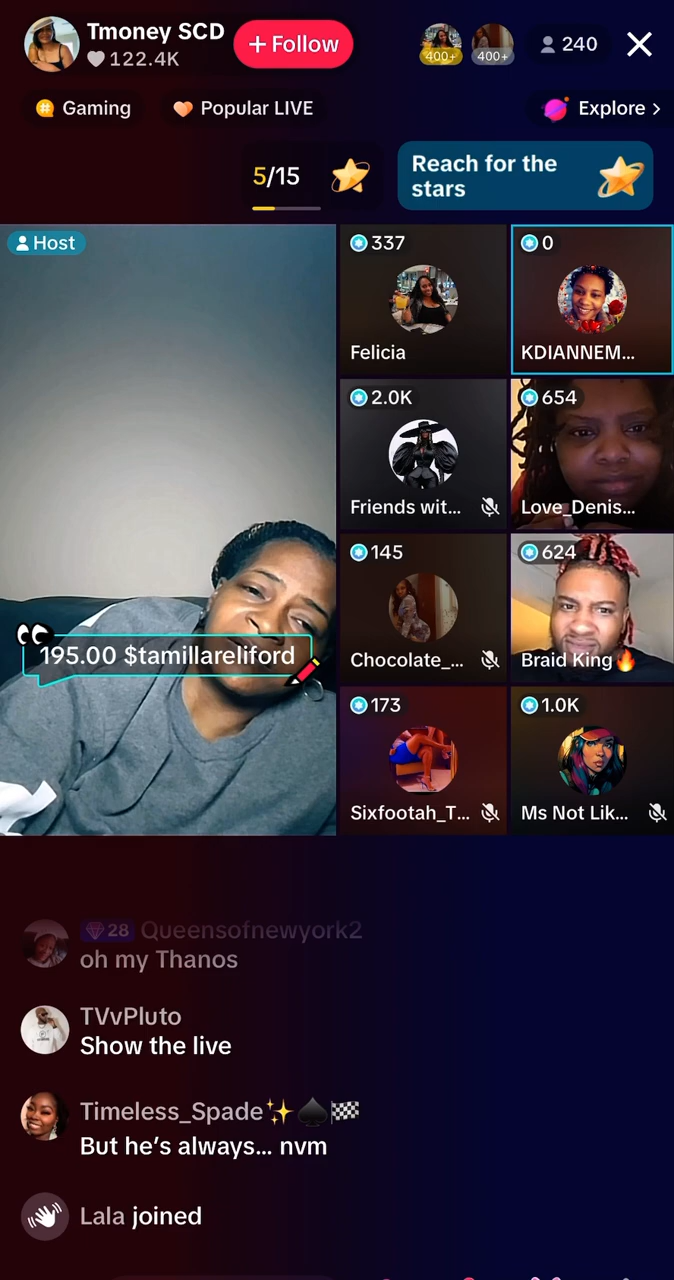 Tmoney SCD
122.4K
+ Follow
400+
400+
240
Gaming
Popular LIVE
Explore >
5/15
Reach for the
stars
Host
195.00 $tamillareliford
337
Felicia
0
KDIANNEM...
2.0K
Friends wit...
654
Love_Denis...
145
Chocolate_...
624
Braid King🔥
173
Sixfootah_T...
1.0K
Ms Not Lik...
28 Queensofnewyork2
oh my Thanos
TVvPluto
Show the live
Timeless_Spade✨♠️🏁
But he's always... nvm
Lala joined